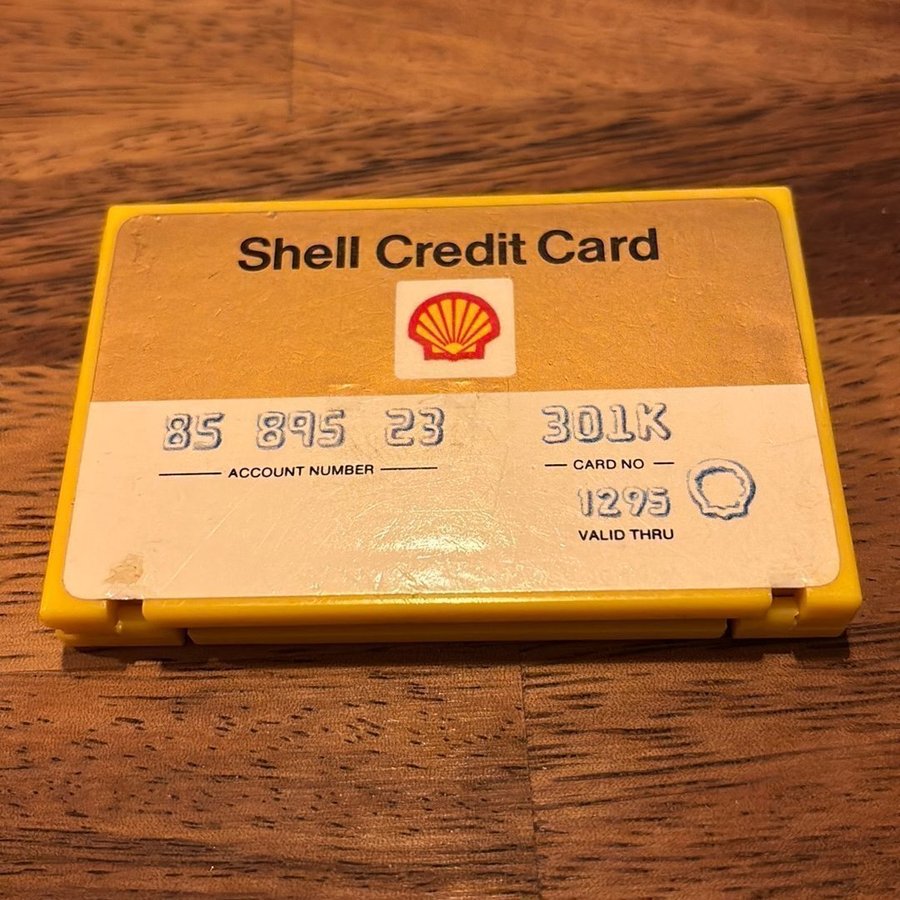 Shell Credit Card
85 895 23 301K
ACCOUNT NUMBER CARD NO
1295
VALID THRU